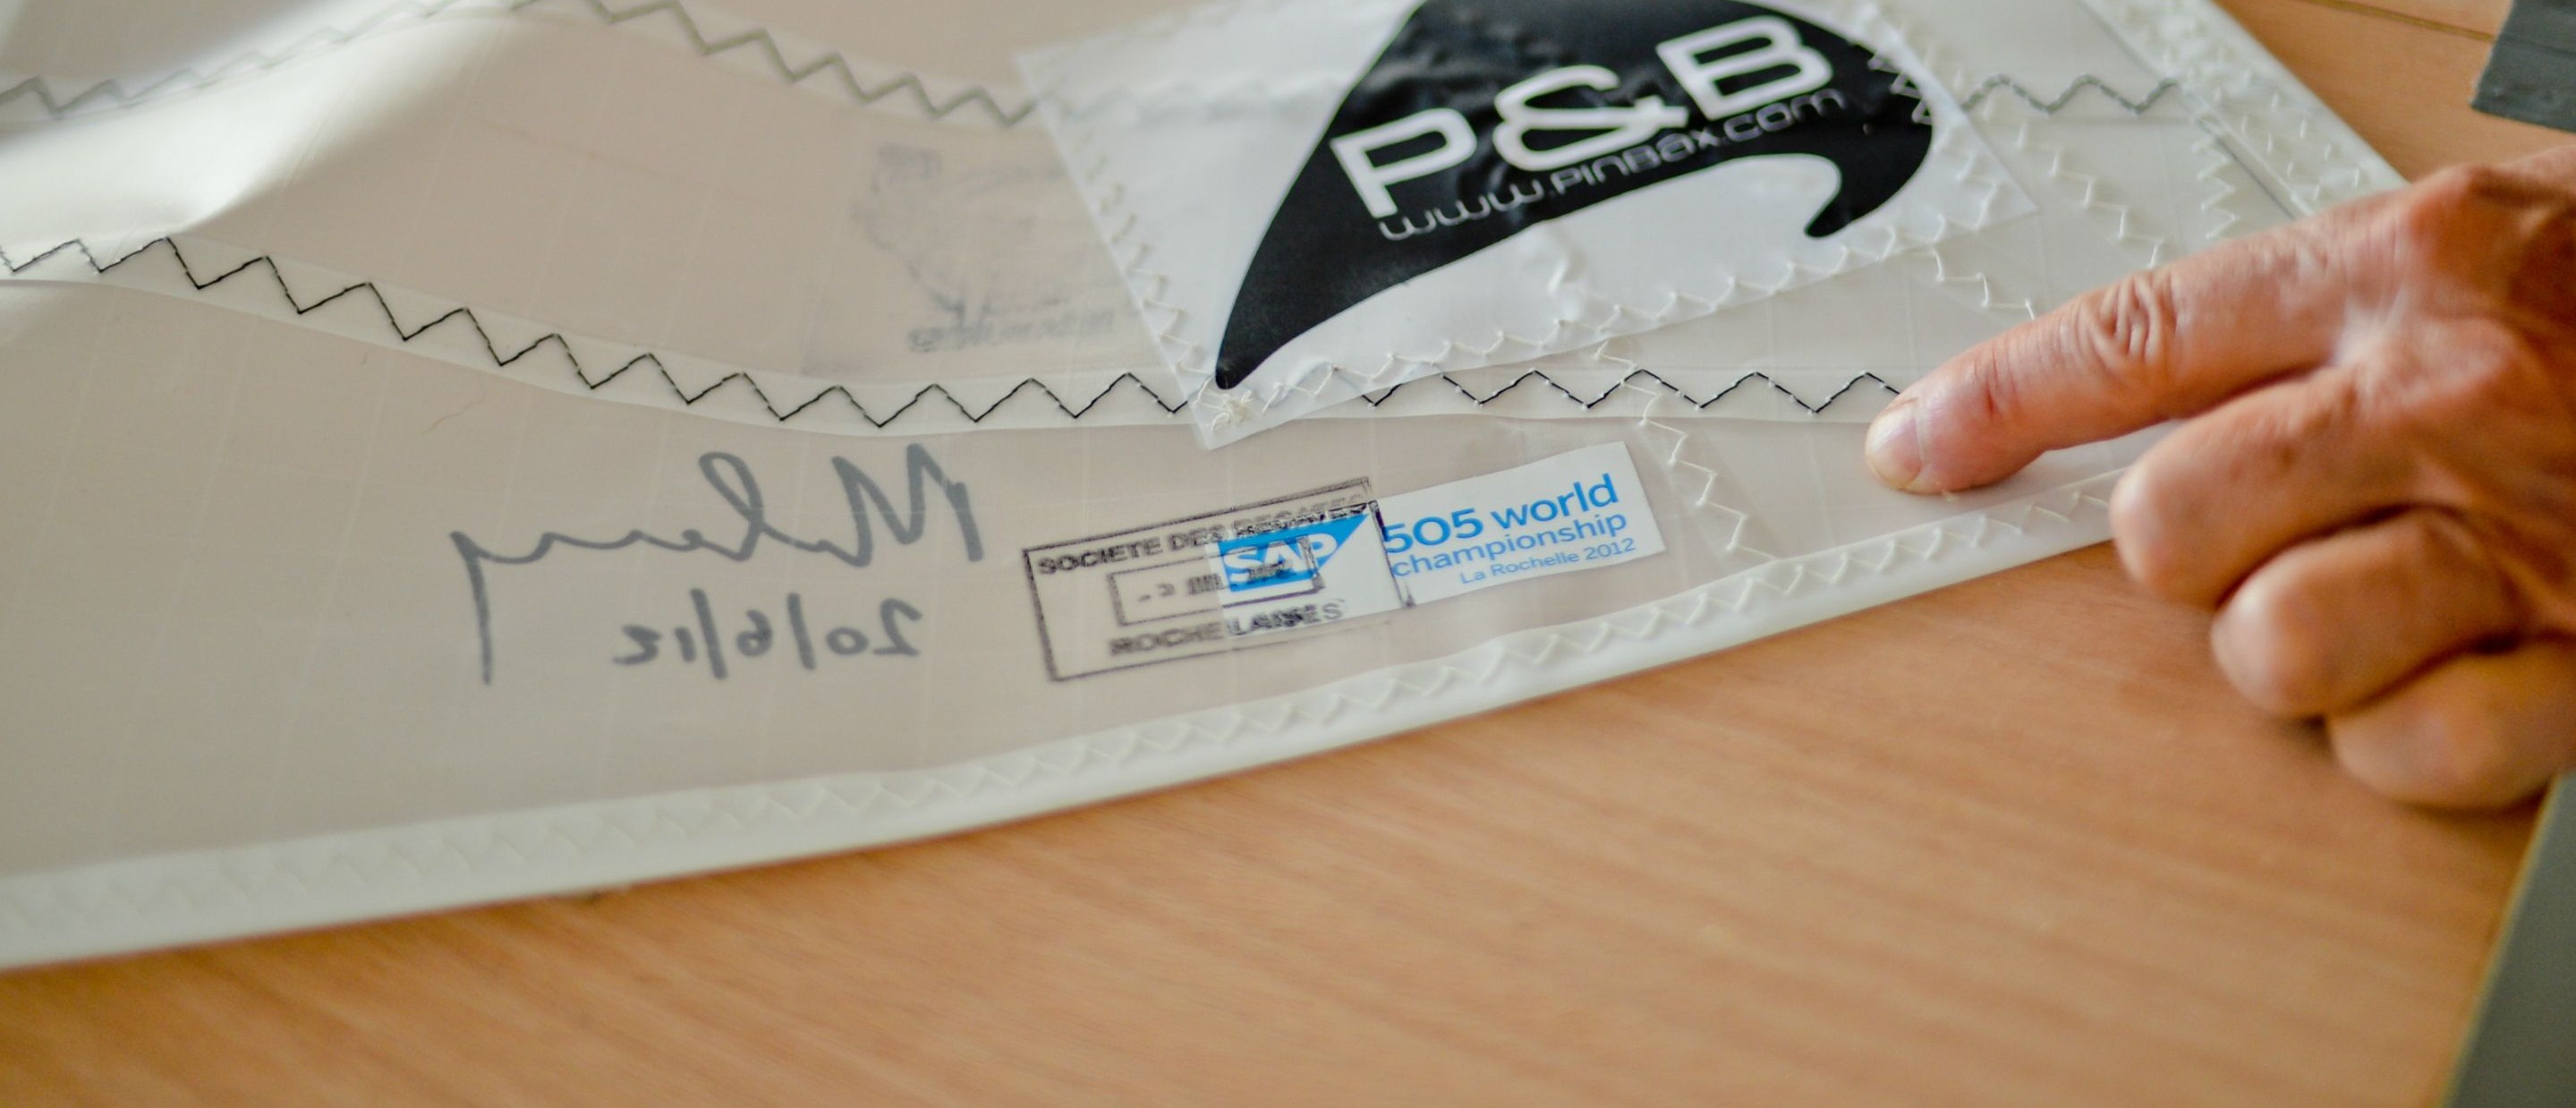 P&B
www.PinBax.com
20/6/12
SOCIETE DES REGATES
ROCHELAISES
SAP
505 world
championship
La Rochelle 2012